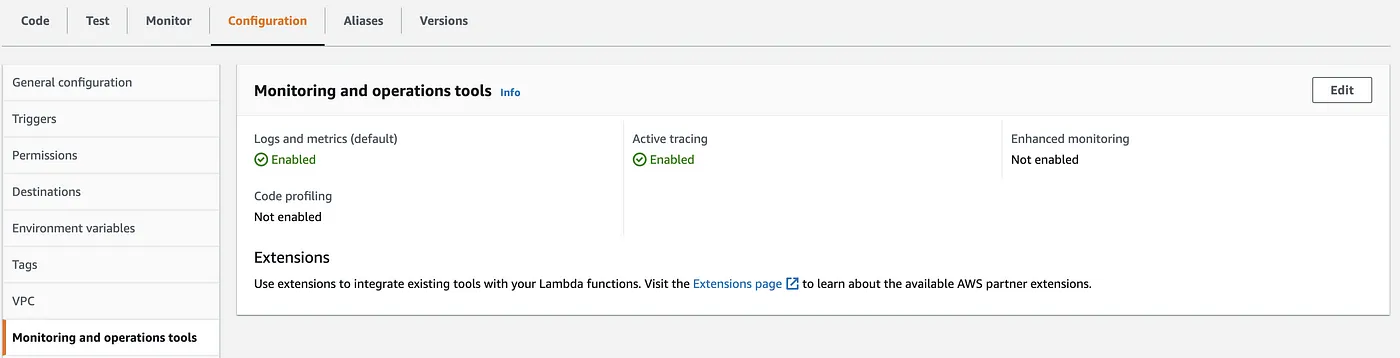 Code Test Monitor Configuration Aliases Versions
General configuration
Triggers
Permissions
Destinations
Environment variables
Tags
VPC
Monitoring and operations tools
Monitoring and operations tools Info Edit
Logs and metrics (default)
Enabled
Active tracing
Enabled
Enhanced monitoring
Not enabled
Code profiling
Not enabled
Extensions
Use extensions to integrate existing tools with your Lambda functions. Visit the Extensions page to learn about the available AWS partner extensions.